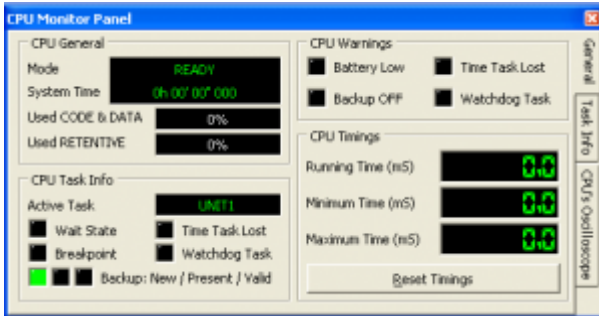 CPU Monitor Panel
CPU General
Mode
READY
System Time
0h 00' 00" 000
Used CODE & DATA
0%
Used RETENTIVE
0%
CPU Task Info
Active Task
UNIT1
Wait State
Time Task Lost
Breakpoint
Watchdog Task
Backup: New / Present / Valid
CPU Warnings
Battery Low
Time Task Lost
Backup OFF
Watchdog Task
CPU Timings
Running Time (mS)
0.0
Minimum Time (mS)
0.0
Maximum Time (mS)
0.0
Reset Timings
General
Task Info
CPU's Oscilloscope